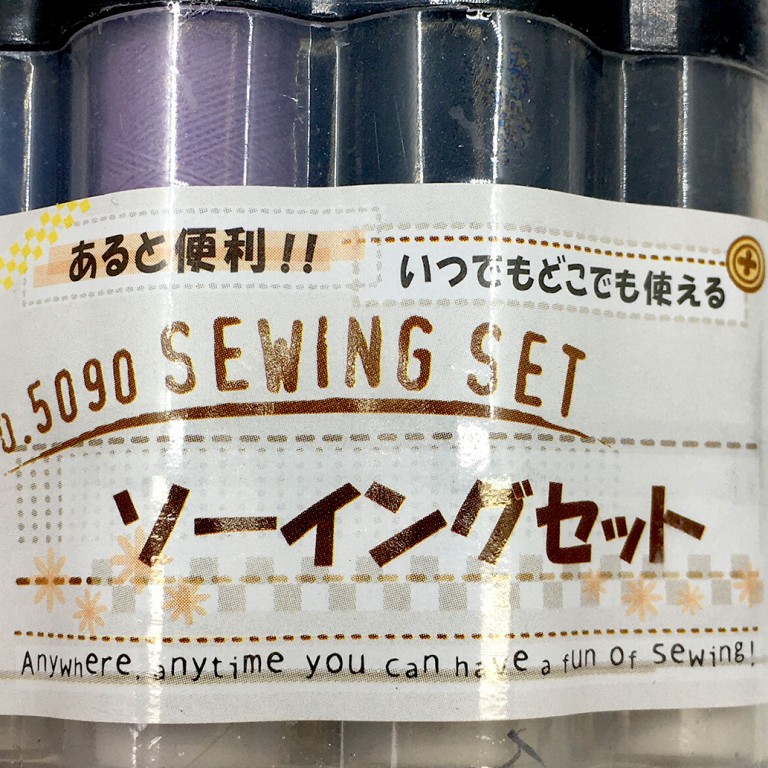 あると便利!!
いつでもどこでも使える
.5090 SEWING SET
ソーイングセット
Anywhere, anytime you can have a fun of sewing!